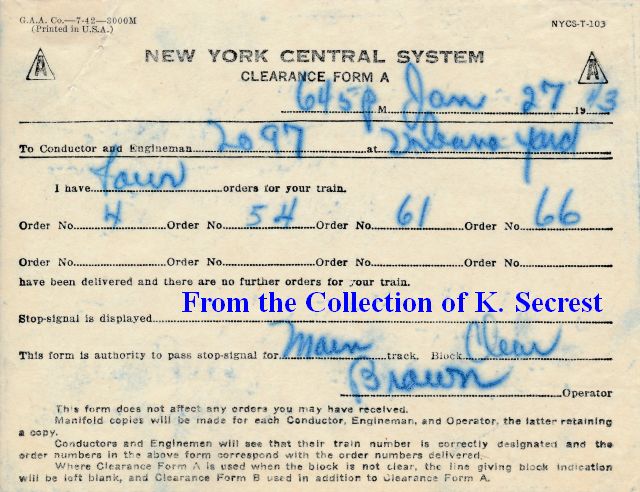 G.A.A. Co.—7-42—3000M
(Printed in U.S.A.)
NYCS-T-103
A
NEW YORK CENTRAL SYSTEM
A
CLEARANCE FORM A
645p M Jan 27 1943
To Conductor and Engineman 2097 at Urbana Yard
I have Four orders for your train.
Order No. 4 Order No. 54 Order No. 61 Order No. 66
Order No. Order No. Order No. Order No.
have been delivered and there are no further orders for your train.
From the Collection of K. Secrest
Stop-signal is displayed
This form is authority to pass stop-signal for Main track, Block Clear
Brown Operator
This form does not affect any orders you may have received.
Manifold copies will be made for each Conductor, Engineman, and Operator, the latter retaining
a copy.
Conductors and Enginemen will see that their train number is correctly designated and the
order numbers in the above form correspond with the order numbers delivered.
Where Clearance Form A is used when the block is not clear, the line giving block indication
will be left blank, and Clearance Form B used in addition to Clearance Form A.